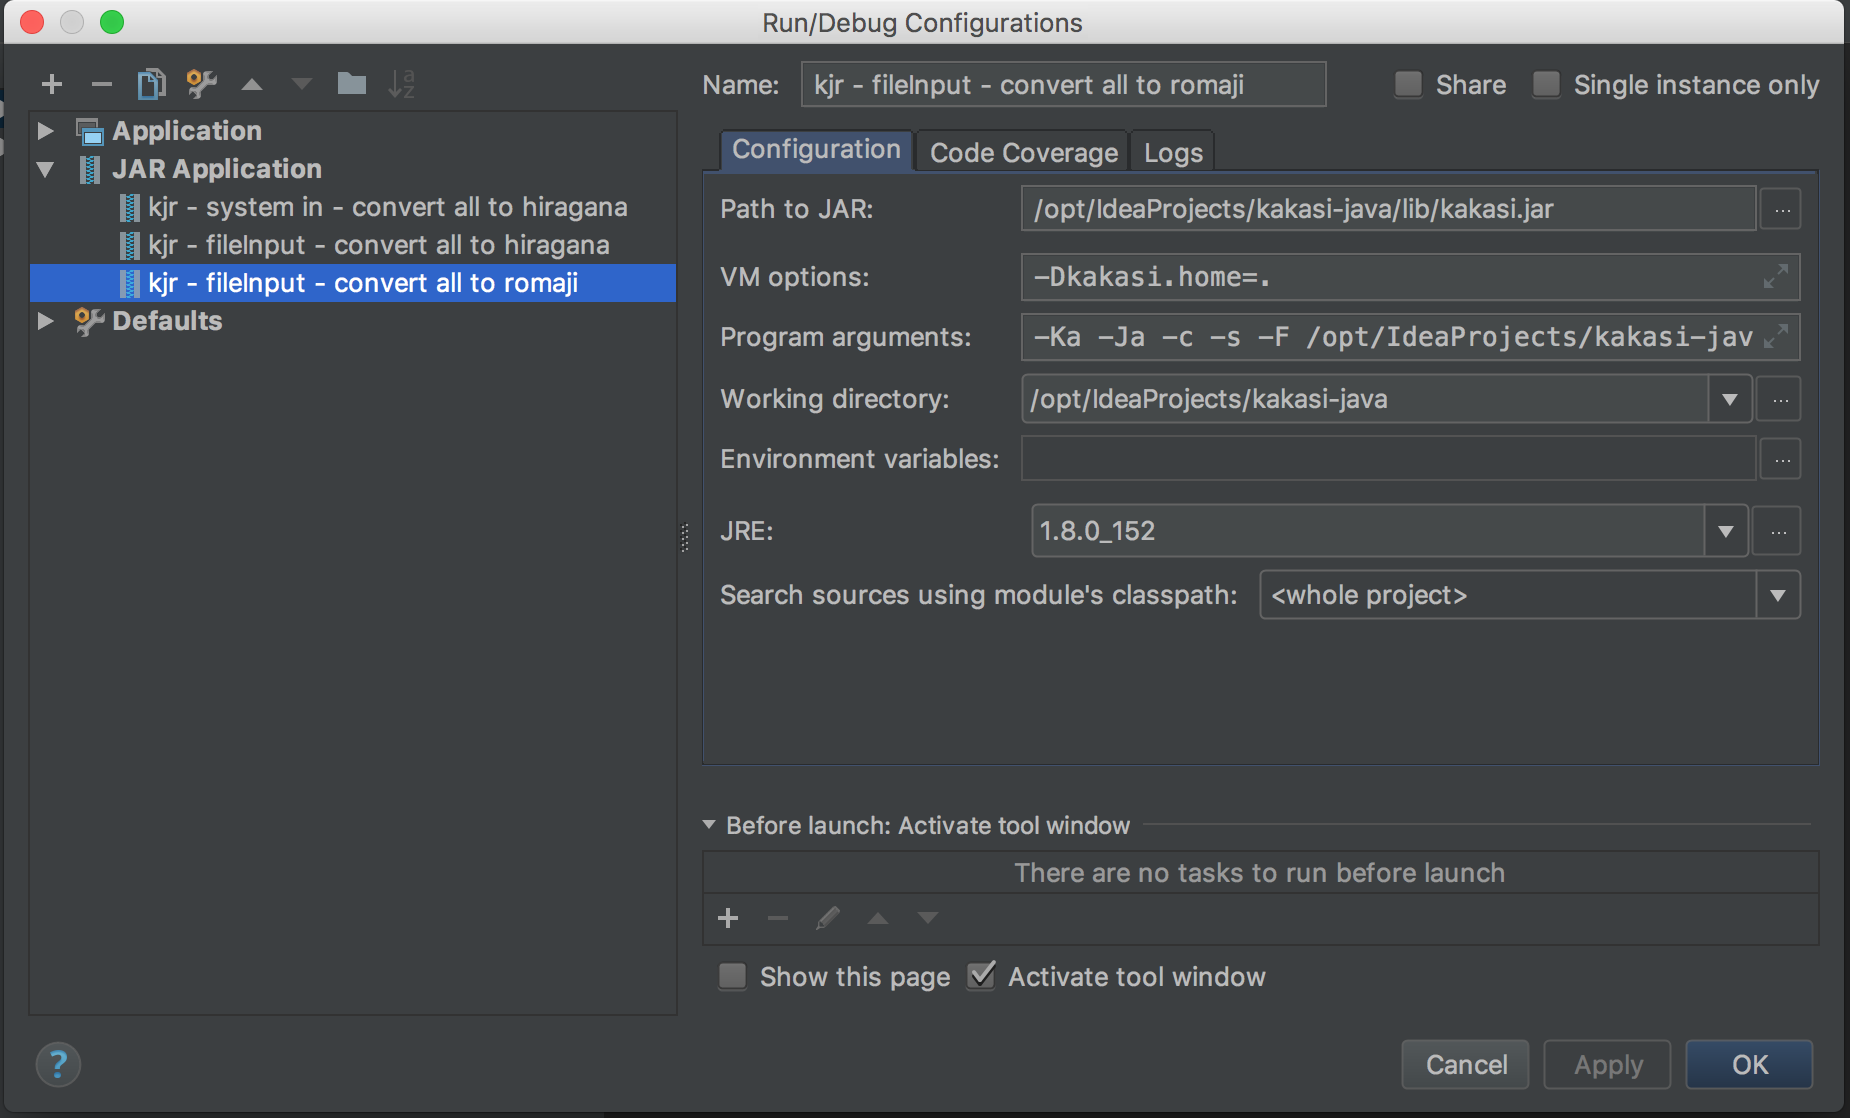 Run/Debug Configurations
Name: kjr - fileInput - convert all to romaji Share Single instance only
Application
JAR Application
kjr - system in - convert all to hiragana
kjr - fileInput - convert all to hiragana
kjr - fileInput - convert all to romaji
Defaults
Configuration Code Coverage Logs
Path to JAR: /opt/IdeaProjects/kakasi-java/lib/kakasi.jar ...
VM options: -Dkakasi.home=.
Program arguments: -Ka -Ja -c -s -F /opt/IdeaProjects/kakasi-jav
Working directory: /opt/IdeaProjects/kakasi-java ...
Environment variables: ...
JRE: 1.8.0_152 ...
Search sources using module's classpath: <whole project>
Before launch: Activate tool window
There are no tasks to run before launch
Show this page Activate tool window
? Cancel Apply OK